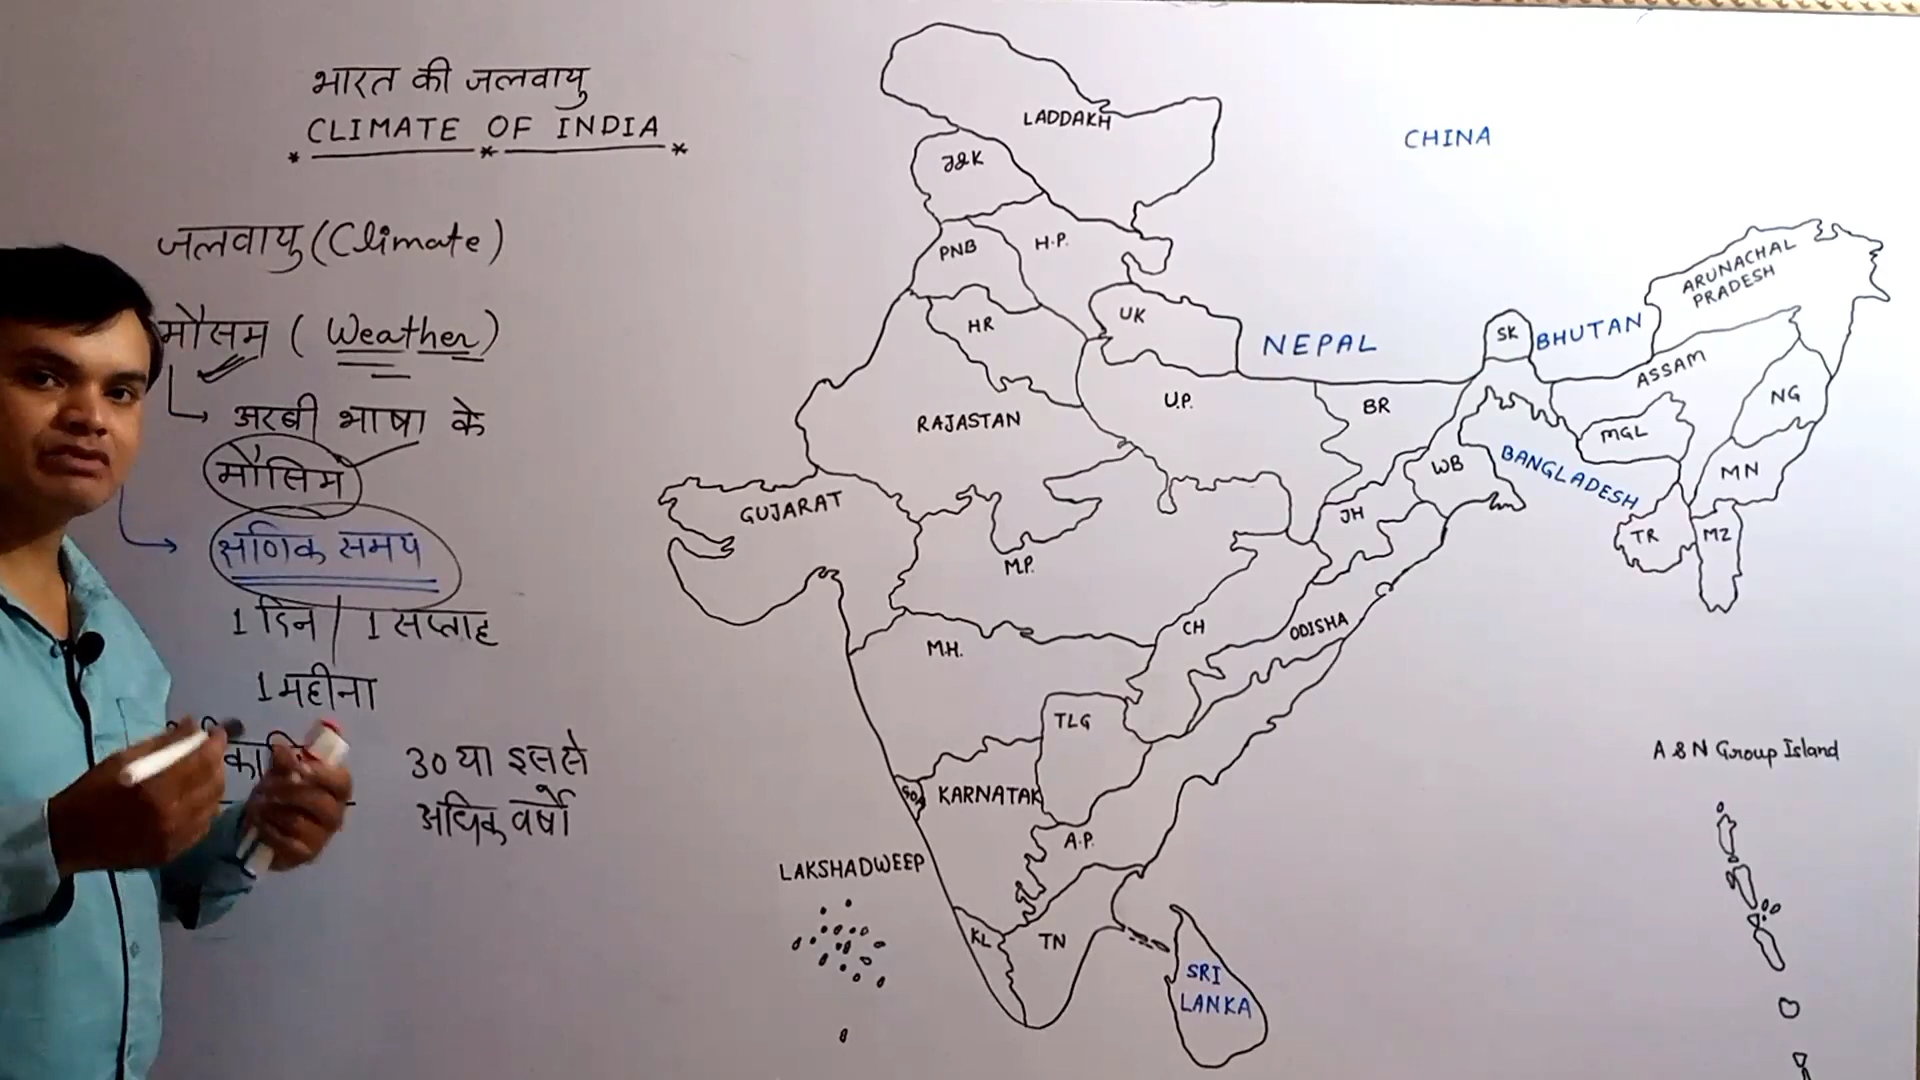 भारत की जलवायु
CLIMATE OF INDIA
जलवायु (Climate)
मौसम (Weather)
अरबी भाषा के
मौसिम
क्षणिक समय
1 दिन / 1 सप्ताह
1 महीना
30 या इससे
अधिक वर्षों
LADDAKH
CHINA
J&K
PNB
H.P.
ARUNACHAL
PRADESH
HR
UK
NEPAL
SK
BHUTAN
ASSAM
RAJASTAN
U.P.
BR
NG
MGL
WB
BANGLADESH
MN
GUJARAT
JH
TR
MZ
M.P.
CH
ODISHA
M.H.
TLG
A & N Group Island
GOA
KARNATAK
A.P.
LAKSHADWEEP
KL
TN
SRI
LANKA